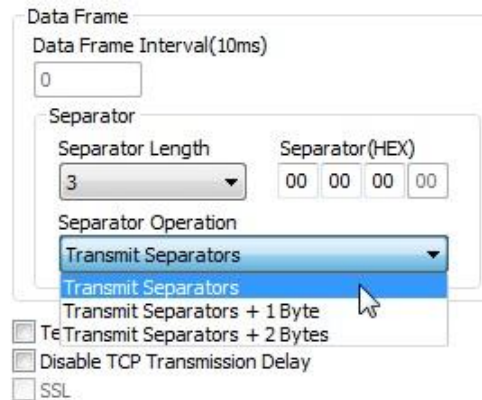 Data Frame
Data Frame Interval(10ms)
0
Separator
Separator Length Separator(HEX)
3 00 00 00 00
Separator Operation
Transmit Separators
Transmit Separators
Transmit Separators + 1 Byte
Te Transmit Separators + 2 Bytes
Disable TCP Transmission Delay
SSL